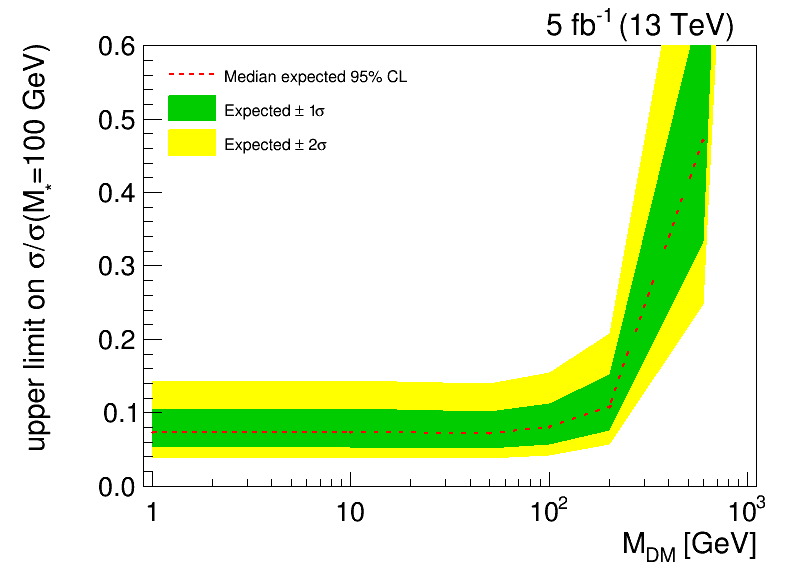 5 fb⁻¹ (13 TeV)
upper limit on σ/σ(M*=100 GeV)
0.6
0.5
0.4
0.3
0.2
0.1
0.0
Median expected 95% CL
Expected ± 1σ
Expected ± 2σ
1 10 10² 10³
M_DM [GeV]